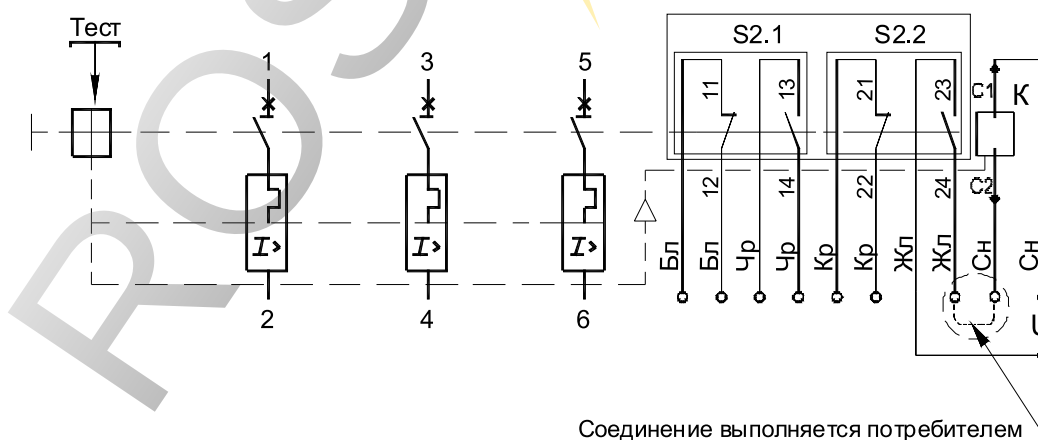 Тест
1
3
5
S2.1
S2.2
11
13
21
23
C1
K
I>
I>
I>
12
14
22
24
C2
Бл
Бл
Чр
Чр
Кр
Кр
Жл
Жл
Сн
Сн
2
4
6
Соединение выполняется потребителем
ROS